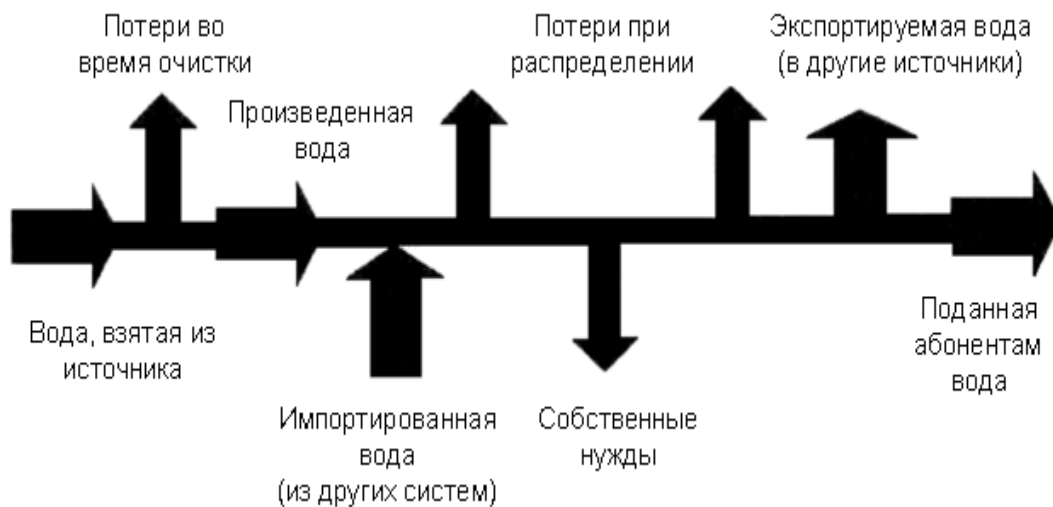 Потери во
время очистки
Произведенная
вода
Потери при
распределении
Экспортируемая вода
(в другие источники)
Вода, взятая из
источника
Импортированная
вода
(из других систем)
Собственные
нужды
Поданная
абонентам
вода